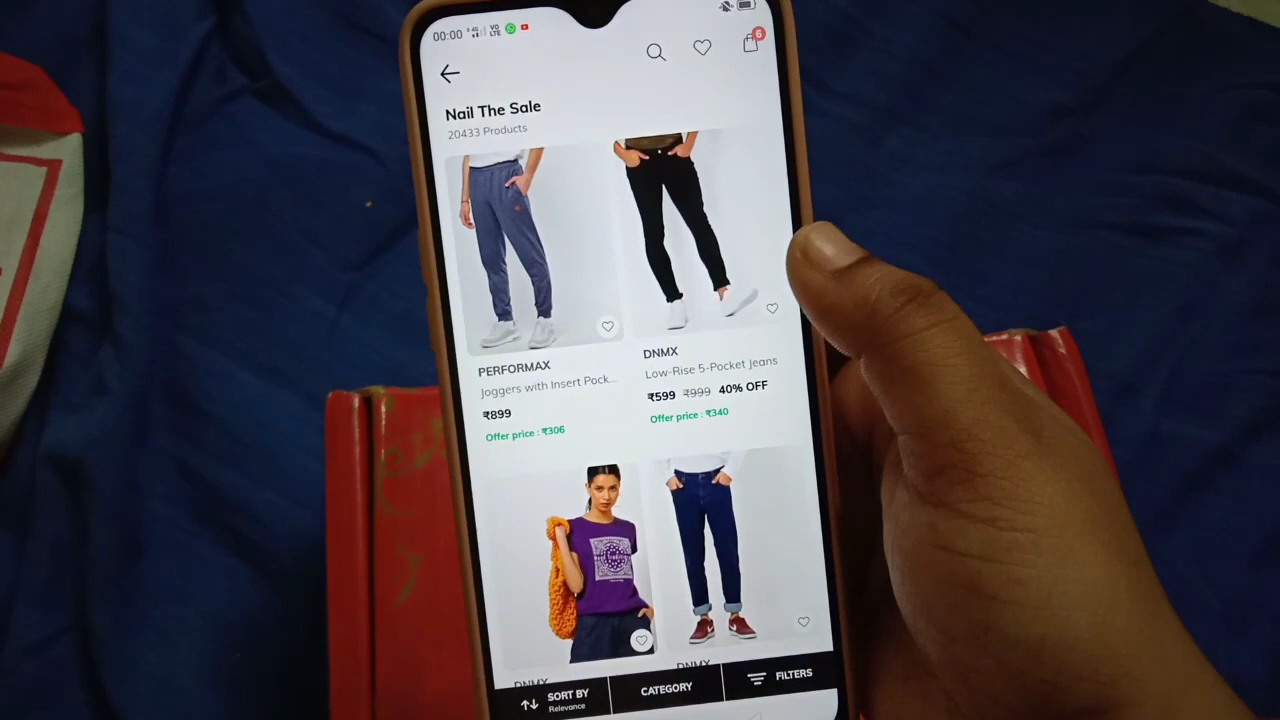 00:00 4G VO LTE
6
Nail The Sale
20433 Products
PERFORMAX
Joggers with Insert Pock...
₹899
Offer price : ₹306
DNMX
Low-Rise 5-Pocket Jeans
₹599 ₹999 40% OFF
Offer price : ₹340
DNMX
DNMX
SORT BY
Relevance
CATEGORY
FILTERS